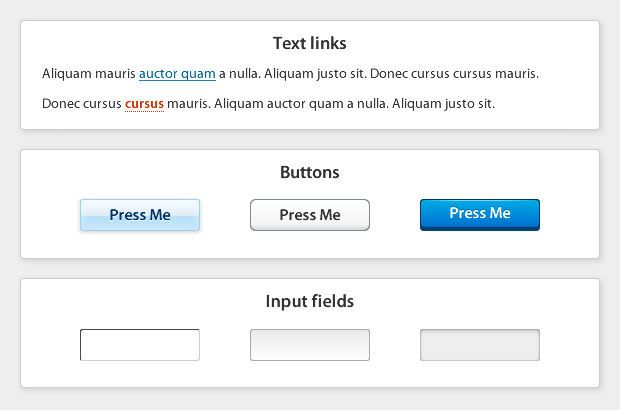 Text links
Aliquam mauris auctor quam a nulla. Aliquam justo sit. Donec cursus cursus mauris.
Donec cursus cursus mauris. Aliquam auctor quam a nulla. Aliquam justo sit.
Buttons
Press Me Press Me Press Me
Input fields